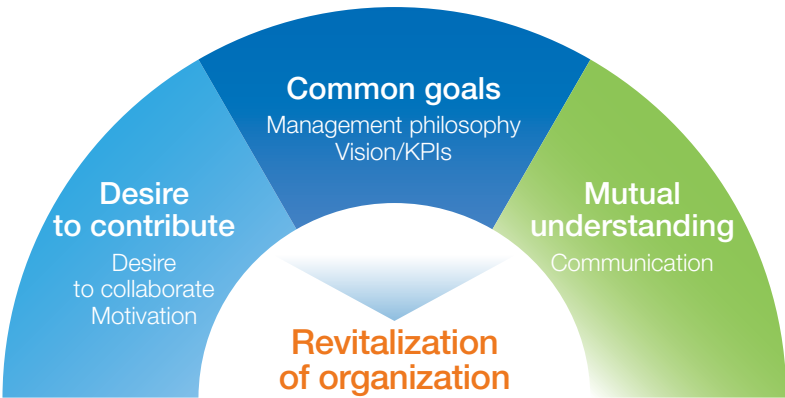 Common goals
Management philosophy
Vision/KPIs
Desire
to contribute
Desire
to collaborate
Motivation
Mutual
understanding
Communication
Revitalization
of organization